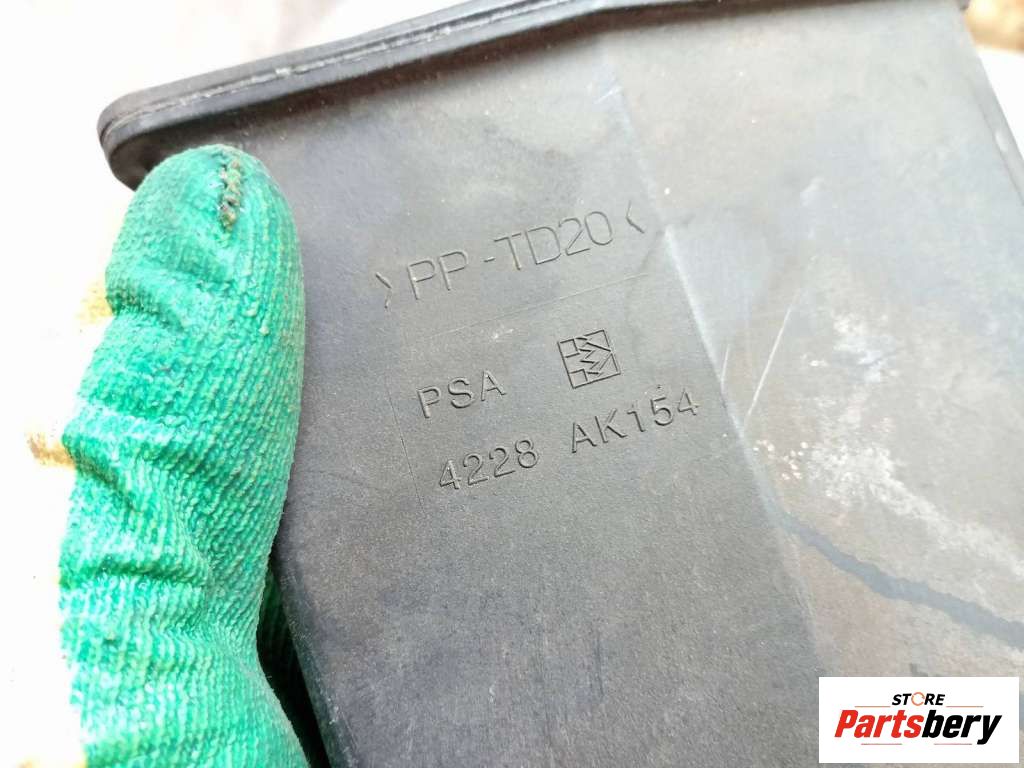 >PP-TD20<
PSA
4228 AK154
STORE
Partsbery